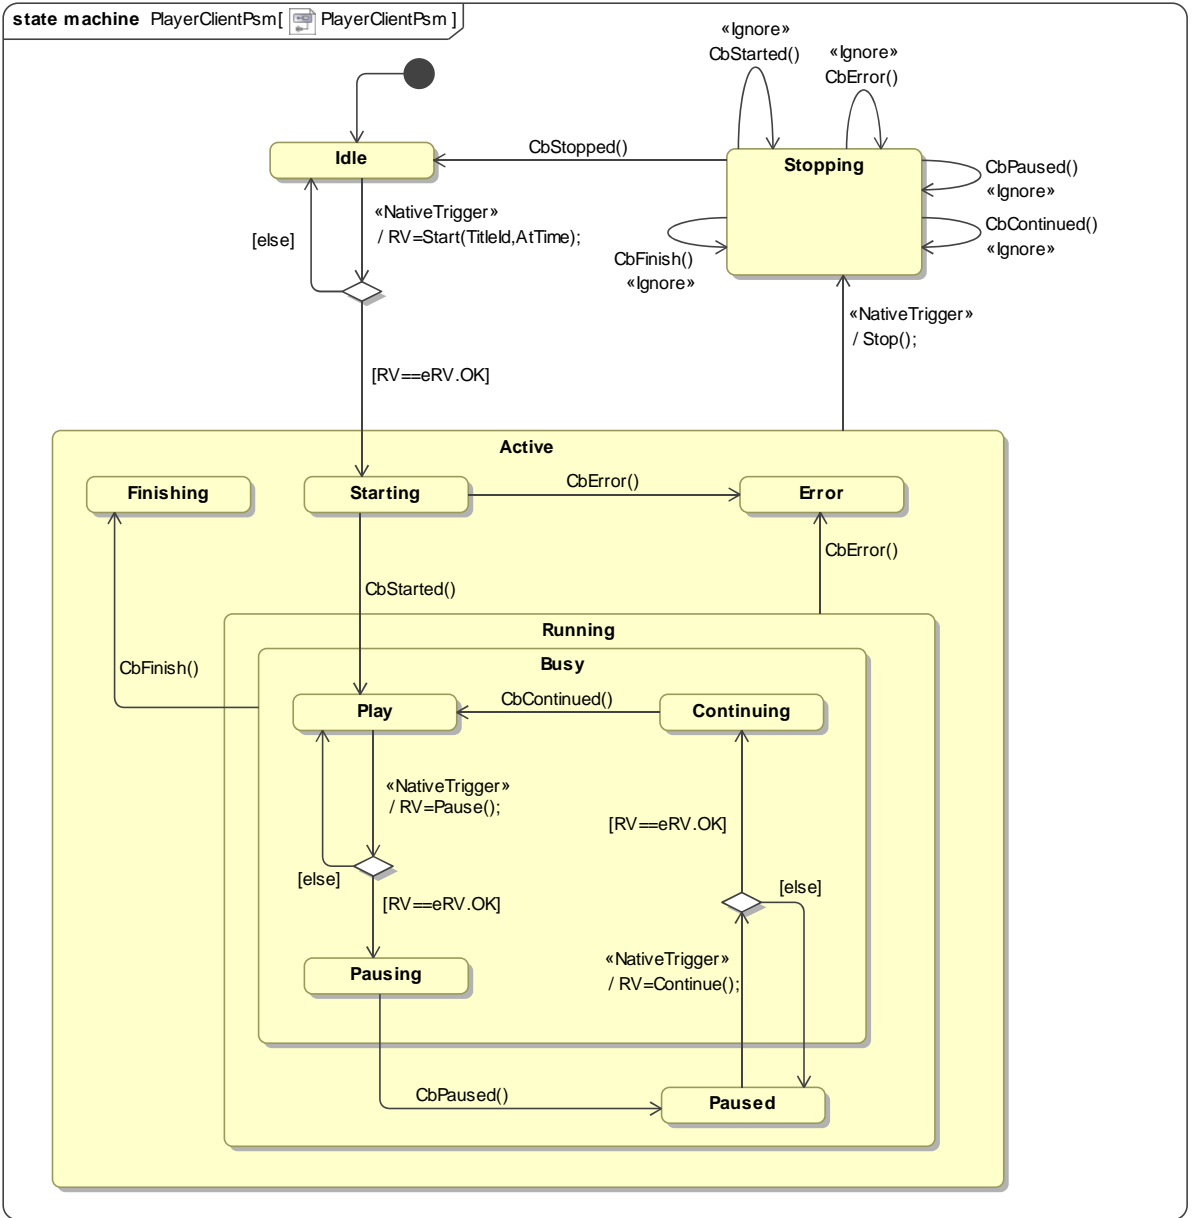 state machine PlayerClientPsm[ PlayerClientPsm ]
«Ignore»
CbStarted()
«Ignore»
CbError()
Idle
CbStopped()
Stopping
CbPaused()
«Ignore»
«NativeTrigger»
/ RV=Start(TitleId,AtTime);
[else]
CbContinued()
«Ignore»
CbFinish()
«Ignore»
«NativeTrigger»
/ Stop();
[RV==eRV.OK]
Active
Finishing
Starting
CbError()
Error
CbError()
CbStarted()
Running
Busy
CbFinish()
Play
CbContinued()
Continuing
«NativeTrigger»
/ RV=Pause();
[RV==eRV.OK]
[else]
[else]
[RV==eRV.OK]
«NativeTrigger»
/ RV=Continue();
Pausing
CbPaused()
Paused